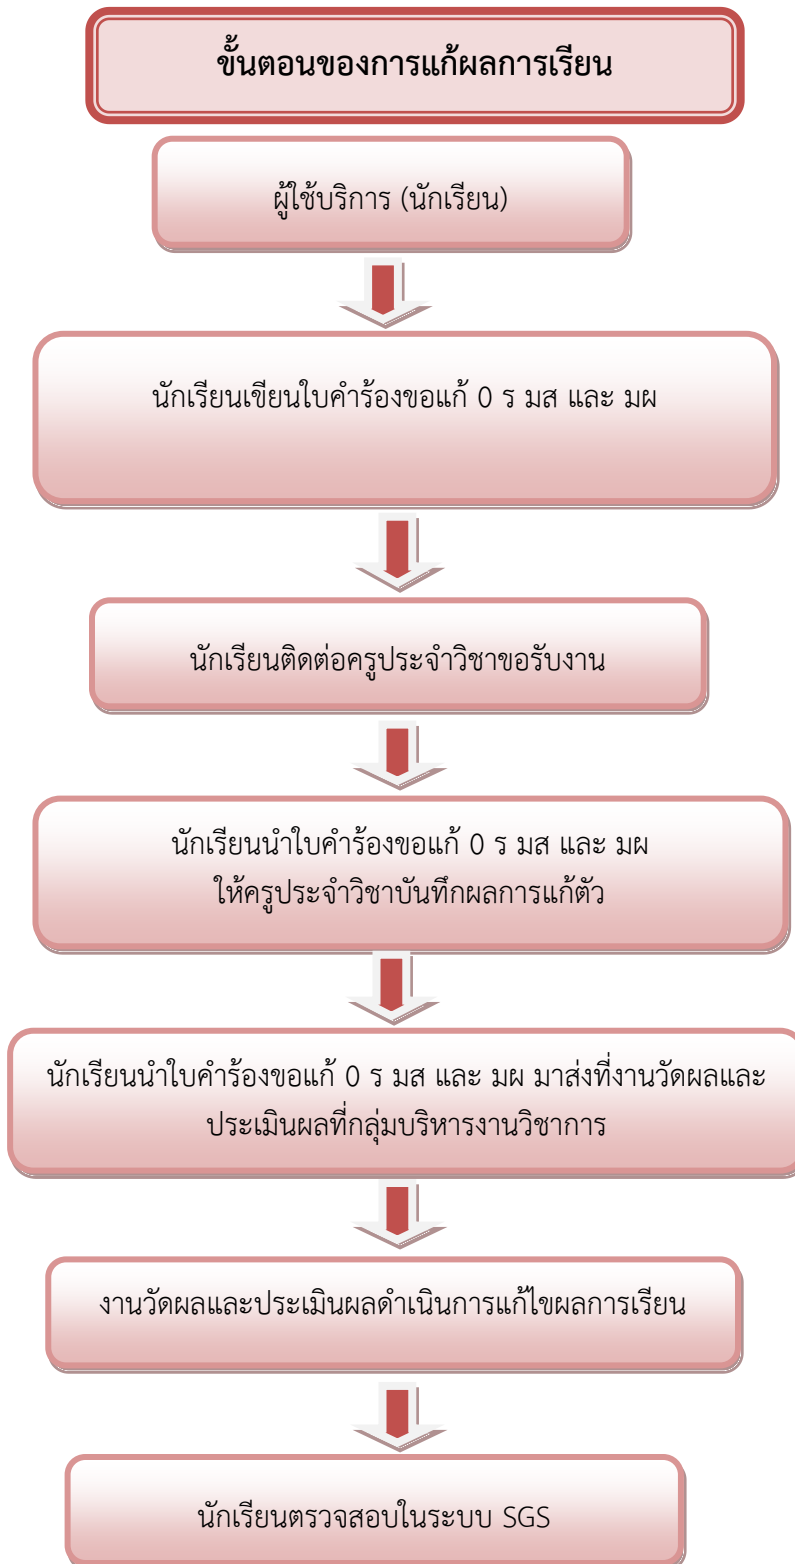 ขั้นตอนของการแก้ผลการเรียน
ผู้ใช้บริการ (นักเรียน)
นักเรียนเขียนใบคำร้องขอแก้ 0 ร มส และ มผ
นักเรียนติดต่อครูประจำวิชาขอรับงาน
นักเรียนนำใบคำร้องขอแก้ 0 ร มส และ มผ
ให้ครูประจำวิชาบันทึกผลการแก้ตัว
นักเรียนนำใบคำร้องขอแก้ 0 ร มส และ มผ มาส่งที่งานวัดผลและ
ประเมินผลที่กลุ่มบริหารงานวิชาการ
งานวัดผลและประเมินผลดำเนินการแก้ไขผลการเรียน
นักเรียนตรวจสอบในระบบ SGS